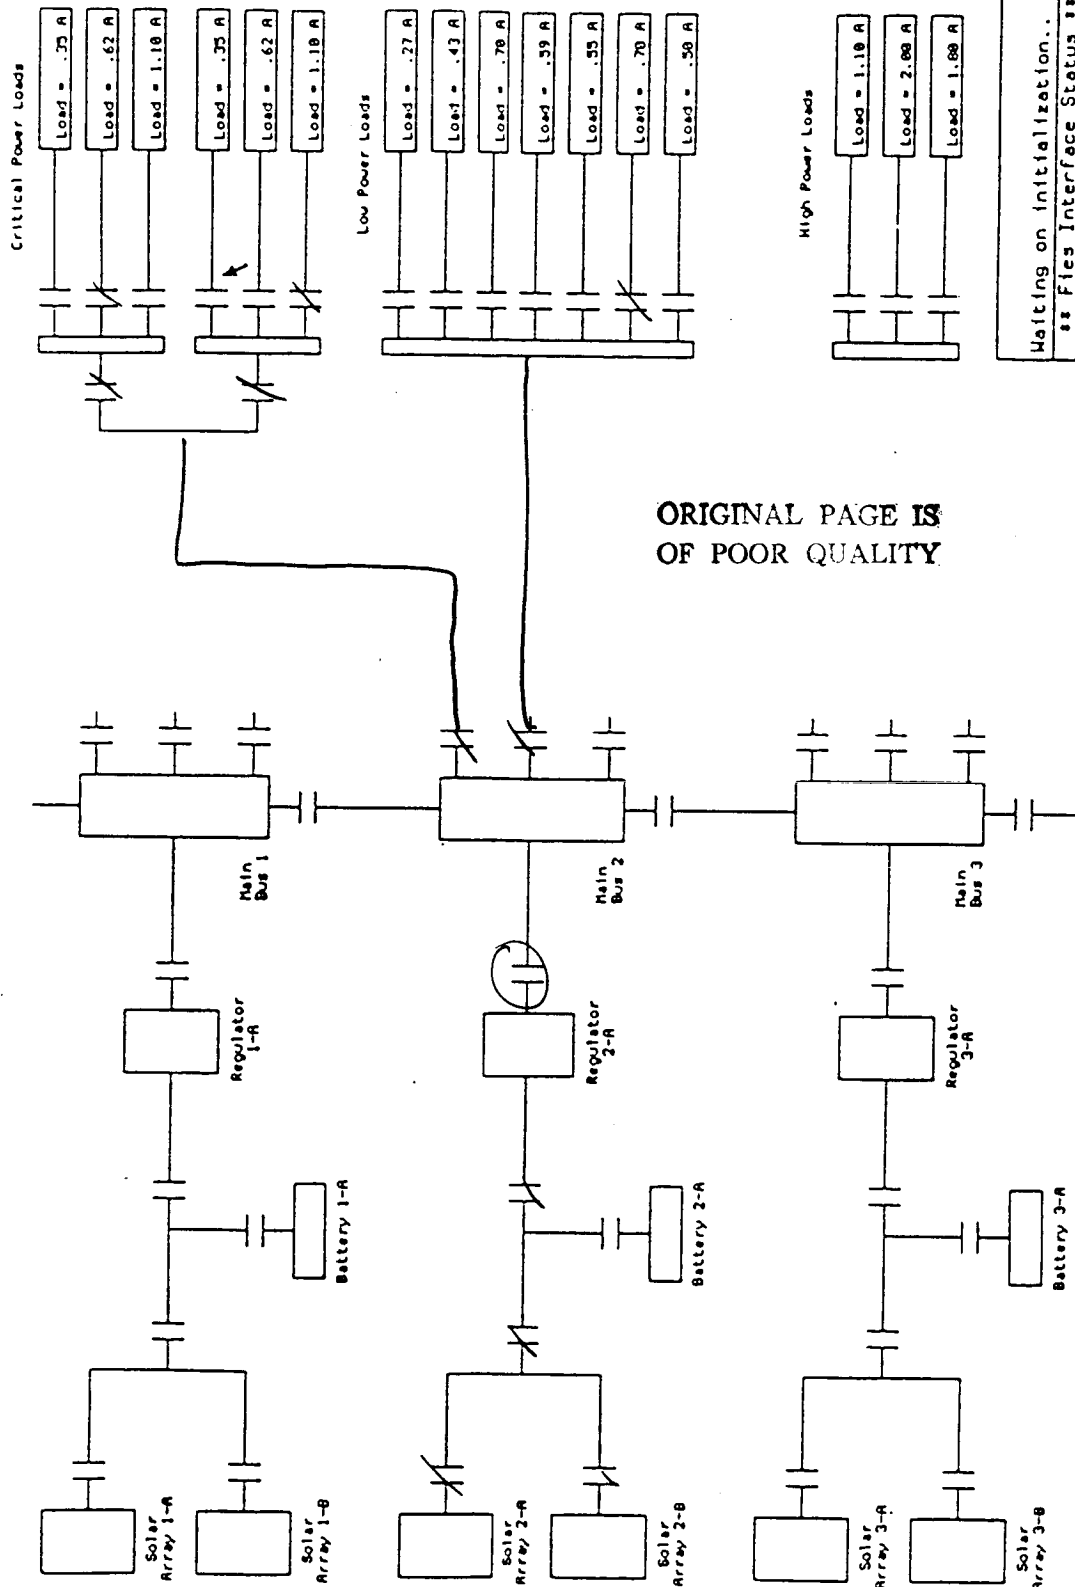 Critical Power Loads
Load = .35 A
Load = .62 A
Load = 1.10 A
Load = .35 A
Load = .62 A
Load = 1.10 A
Low Power Loads
Load = .27 A
Load = .43 A
Load = .70 A
Load = .59 A
Load = .55 A
Load = .70 A
Load = .50 A
High Power Loads
Load = 1.10 A
Load = 2.00 A
Load = 1.80 A
Waiting on initialization..
** Fies Interface Status **
ORIGINAL PAGE IS
OF POOR QUALITY
Main
Bus 1
Main
Bus 2
Main
Bus 3
Regulator
1-A
Regulator
2-A
Regulator
3-A
Battery 1-A
Battery 2-A
Battery 3-A
Solar
Array 1-A
Solar
Array 1-B
Solar
Array 2-A
Solar
Array 2-B
Solar
Array 3-A
Solar
Array 3-B